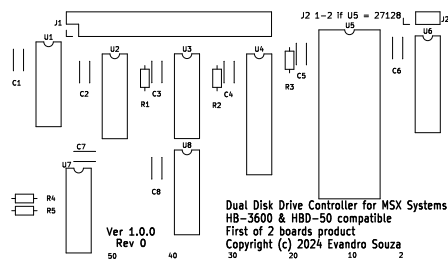 J1
J2 1-2 if U5 = 27128
J2
U1
U2
U3
U4
U5
U6
C1
C2
R1
C3
R2
C4
R3
C5
C6
C7
U7
U8
C8
R4
R5
Ver 1.0.0
Rev 0
Dual Disk Drive Controller for MSX Systems
HB-3600 & HBD-50 compatible
First of 2 boards product
Copyright (c) 2024 Evandro Souza
50 40 30 20 10 2